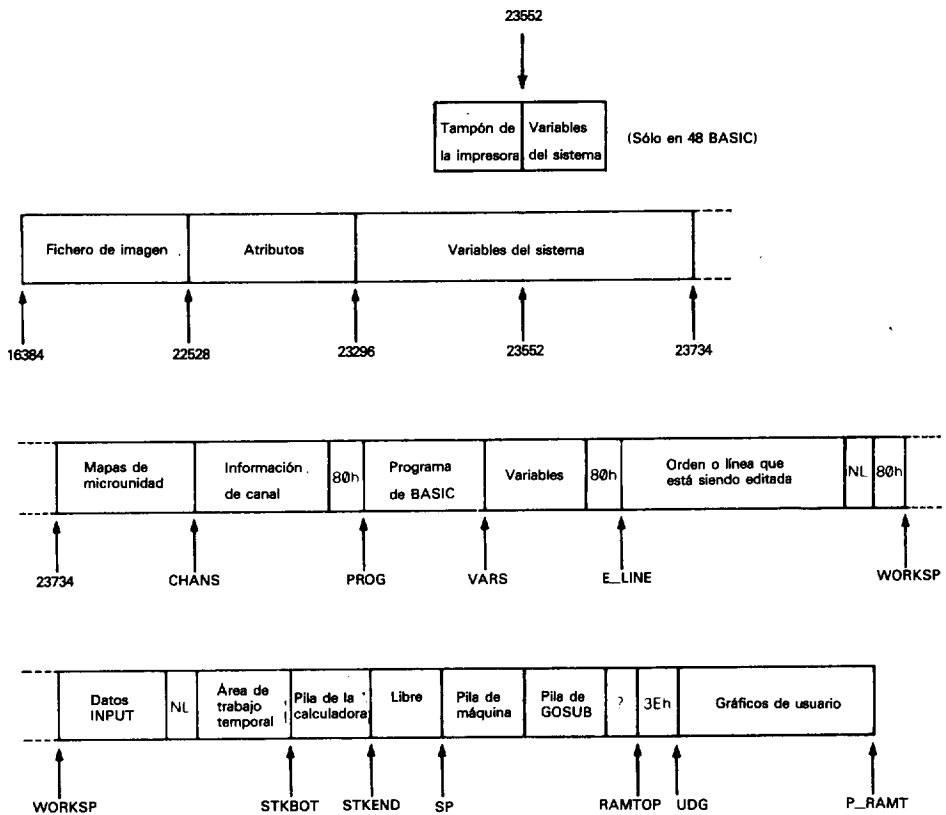 23552
Tampón de
la impresora
Variables
del sistema
(Sólo en 48 BASIC)
Fichero de imagen
Atributos
Variables del sistema
16384
22528
23296
23552
23734
Mapas de
microunidad
Información
de canal
80h
Programa
de BASIC
Variables
80h
Orden o línea que
está siendo editada
NL
80h
23734
CHANS
PROG
VARS
E_LINE
WORKSP
Datos
INPUT
NL
Área de
trabajo
temporal
Pila de la
calculadora
Libre
Pila de
máquina
Pila de
GOSUB
?
3Eh
Gráficos de usuario
WORKSP
STKBOT
STKEND
SP
RAMTOP
UDG
P_RAMT